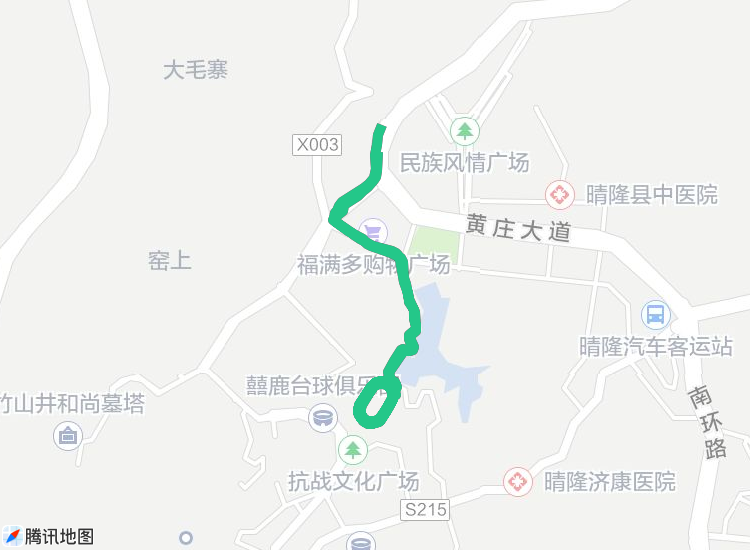 大毛寨
X003
民族风情广场
晴隆县中医院
黄庄大道
窑上
福满多购物广场
晴隆汽车客运站
囍鹿台球俱乐部
竹山井和尚墓塔
南环路
抗战文化广场
晴隆济康医院
S215
腾讯地图